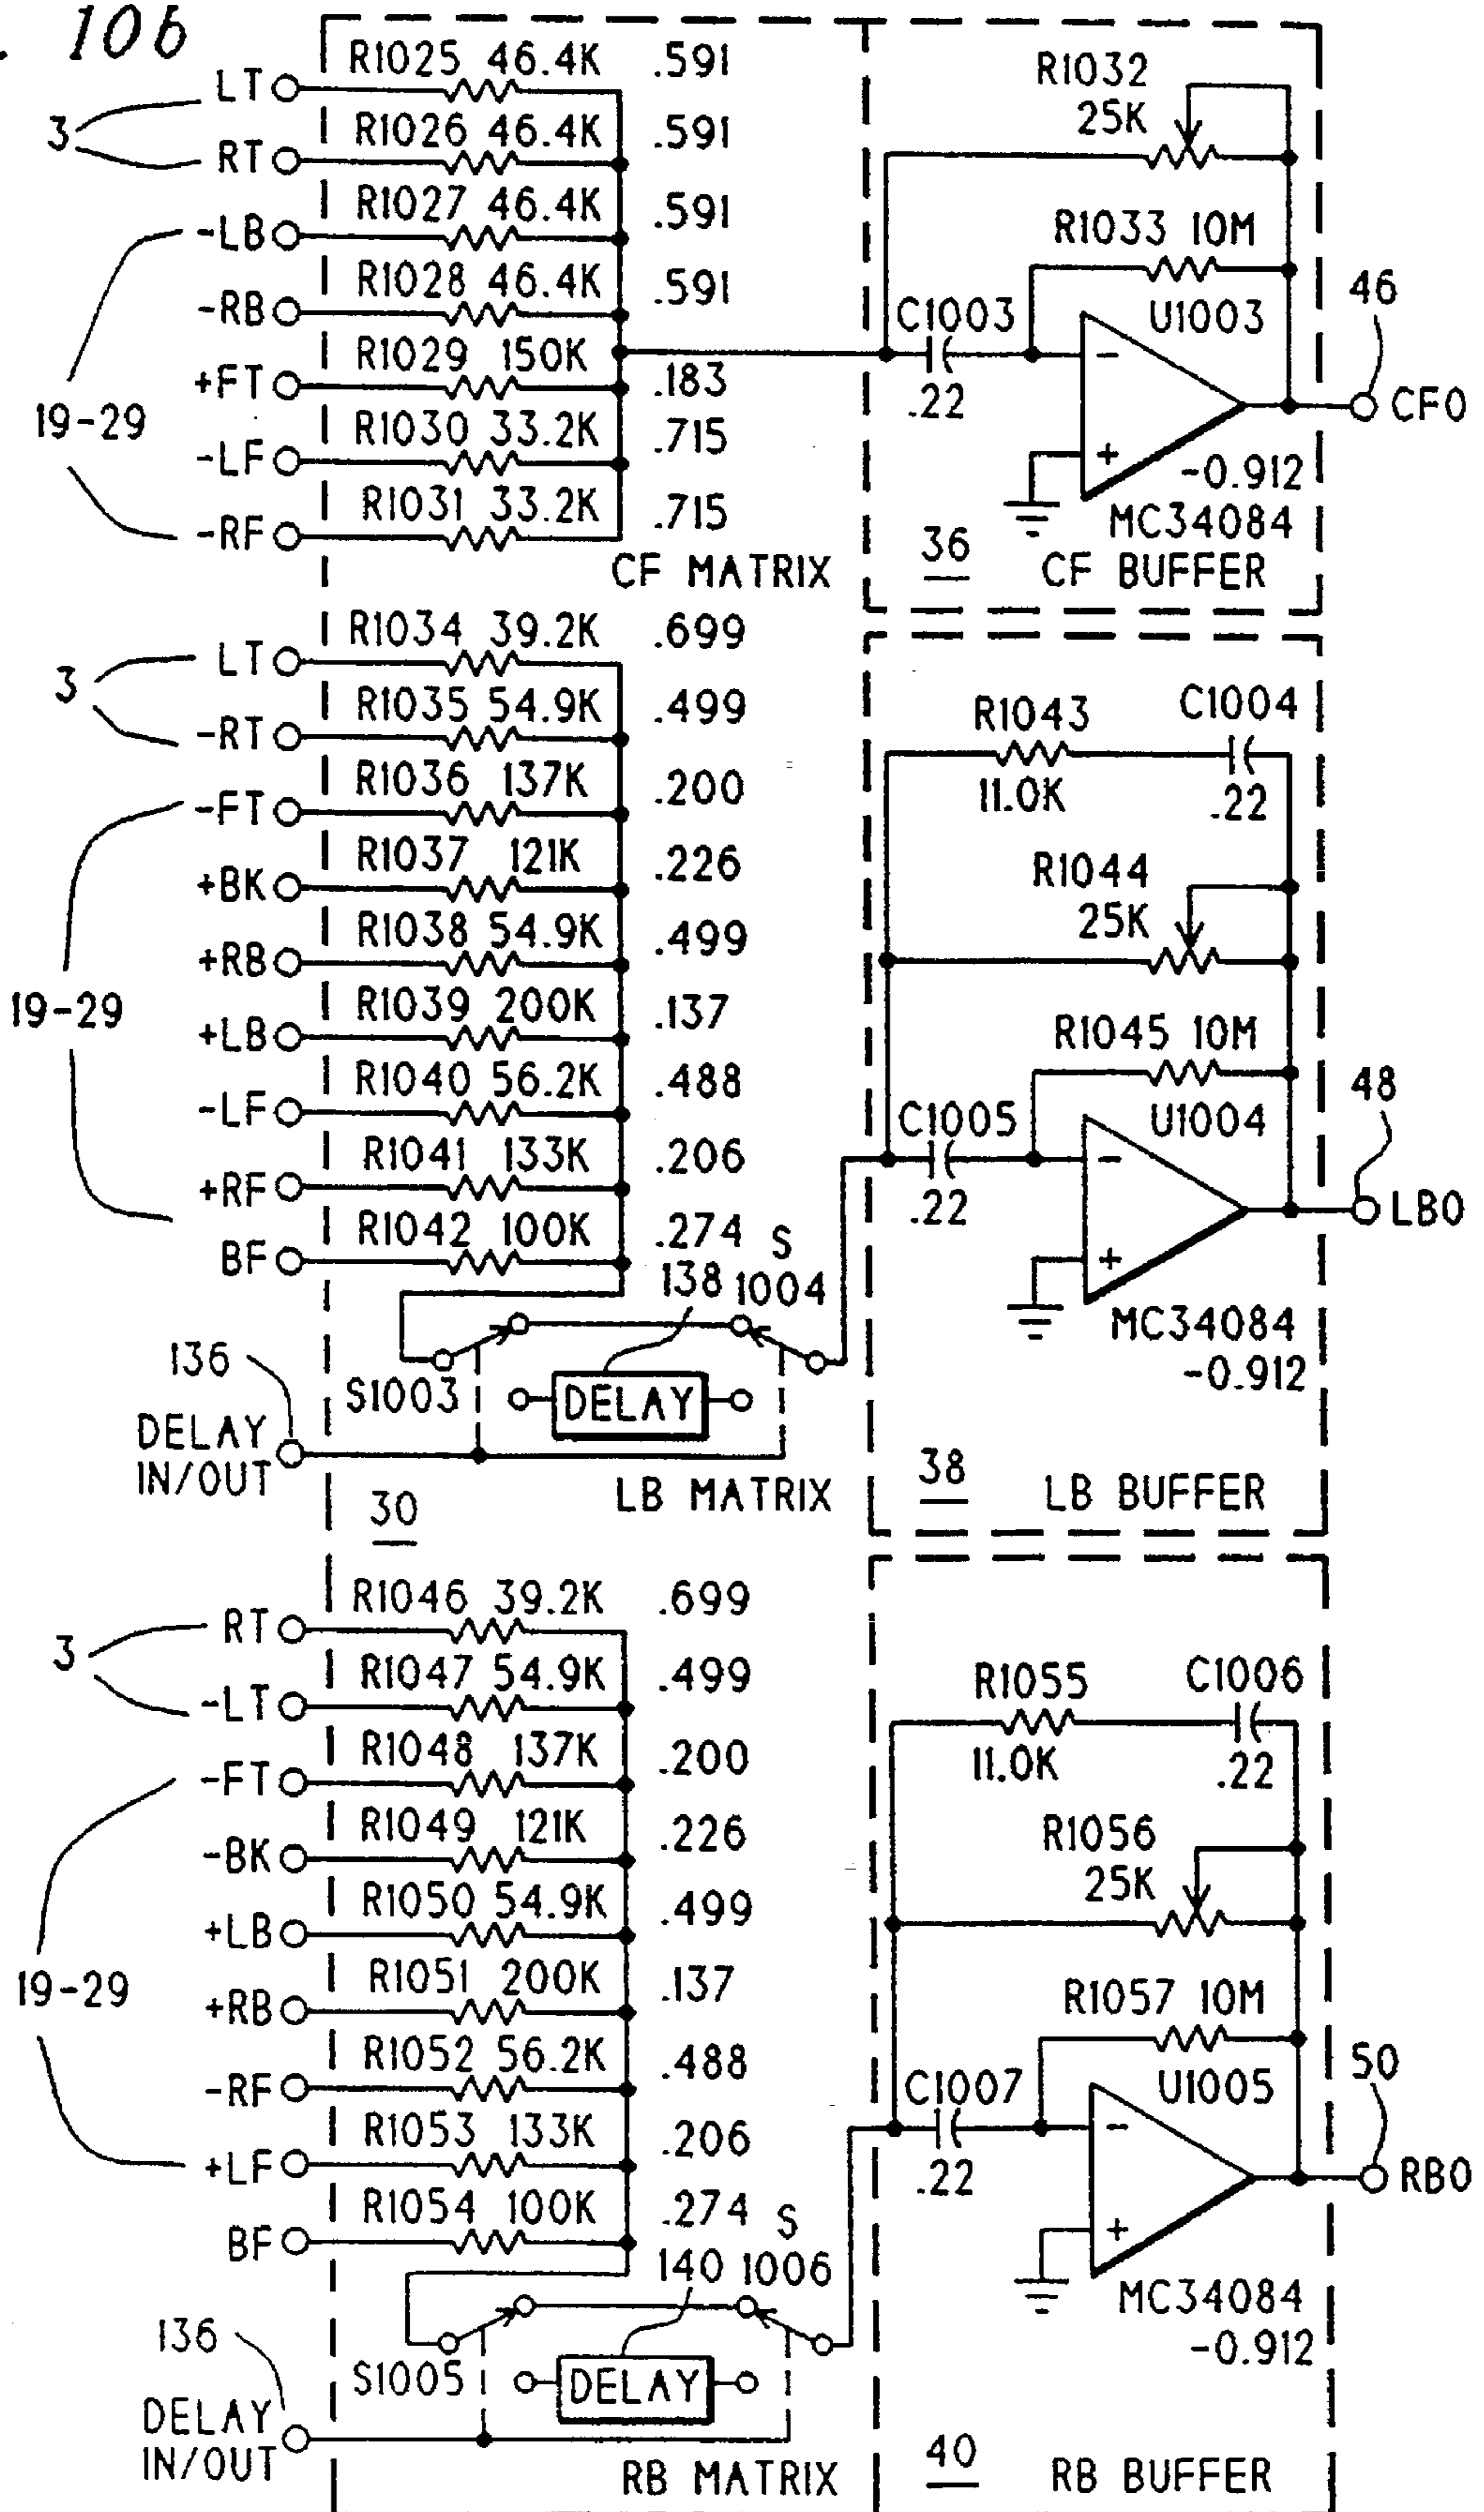 . 10b
LT R1025 46.4K .591
3
RT R1026 46.4K .591
-LB R1027 46.4K .591
-RB R1028 46.4K .591
+FT R1029 150K .183
19-29
-LF R1030 33.2K .715
-RF R1031 33.2K .715
CF MATRIX
R1032
25K
R1033 10M
C1003
.22
U1003
-
+
46
CFO
-0.912
MC34084
36
CF BUFFER
LT R1034 39.2K .699
3
-RT R1035 54.9K .499
-FT R1036 137K .200
+BK R1037 121K .226
+RB R1038 54.9K .499
19-29
+LB R1039 200K .137
-LF R1040 56.2K .488
+RF R1041 133K .206
BF R1042 100K .274
138
S
1004
136
S1003
DELAY
DELAY
IN/OUT
30
LB MATRIX
R1043
11.0K
C1004
.22
R1044
25K
R1045 10M
C1005
.22
U1004
-
+
48
LBO
MC34084
-0.912
38
LB BUFFER
RT R1046 39.2K .699
3
-LT R1047 54.9K .499
-FT R1048 137K .200
-BK R1049 121K .226
+LB R1050 54.9K .499
19-29
+RB R1051 200K .137
-RF R1052 56.2K .488
+LF R1053 133K .206
BF R1054 100K .274
140
S
1006
136
S1005
DELAY
DELAY
IN/OUT
RB MATRIX
R1055
11.0K
C1006
.22
R1056
25K
R1057 10M
C1007
.22
U1005
-
+
50
RBO
MC34084
-0.912
40
RB BUFFER